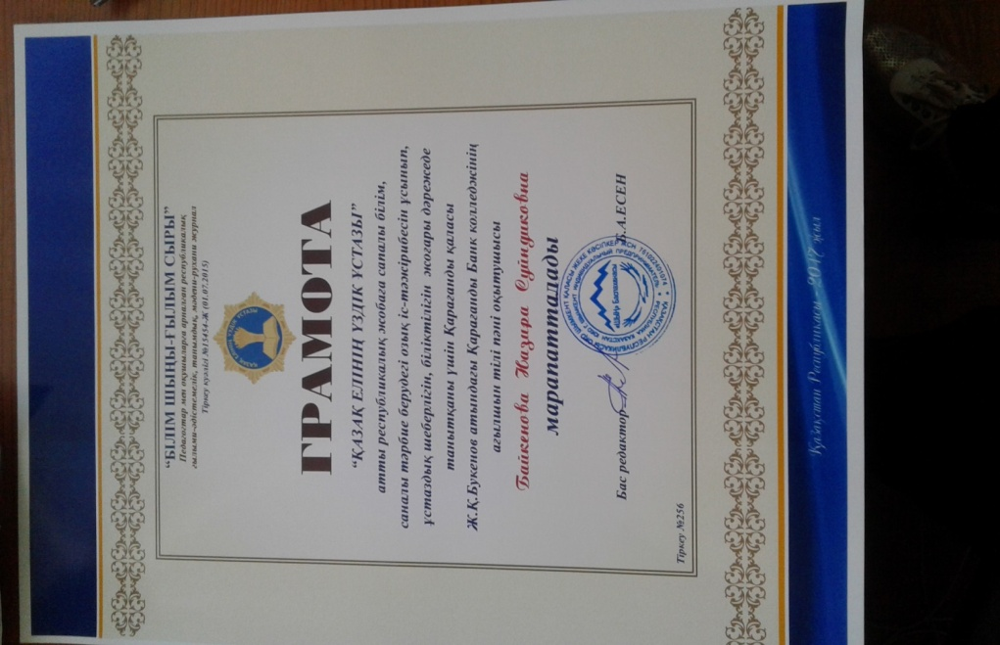 “БІЛІМ ШЫҢЫ-ҒЫЛЫМ СЫРЫ”
Педагогтар мен оқушыларға арналған республикалық
ғылыми-әдістемелік, танымдық, мәдени-рухани журнал
Тіркеу куәлігі №15454-Ж (01.07.2015)
ГРАМОТА
“ҚАЗАҚ ЕЛІНІҢ ҮЗДІК ҰСТАЗЫ”
атты республикалық жобаға сапалы білім,
саналы тәрбие берудегі озық іс-тәжірибесін ұсынып,
ұстаздық шеберлігін, біліктілігін жоғары дәрежеде
танытқаны үшін Қарағанды қаласы
Ж.Қ.Букенов атындағы Қарағанды Банк колледжінің
ағылшын тілі пәні оқытушысы
Байкенова Назира Суйндиковна
марапатталады
Бас редактор Б.А.ЕСЕН
Тіркеу №256
Қазақстан Республикасы - 2017 жыл